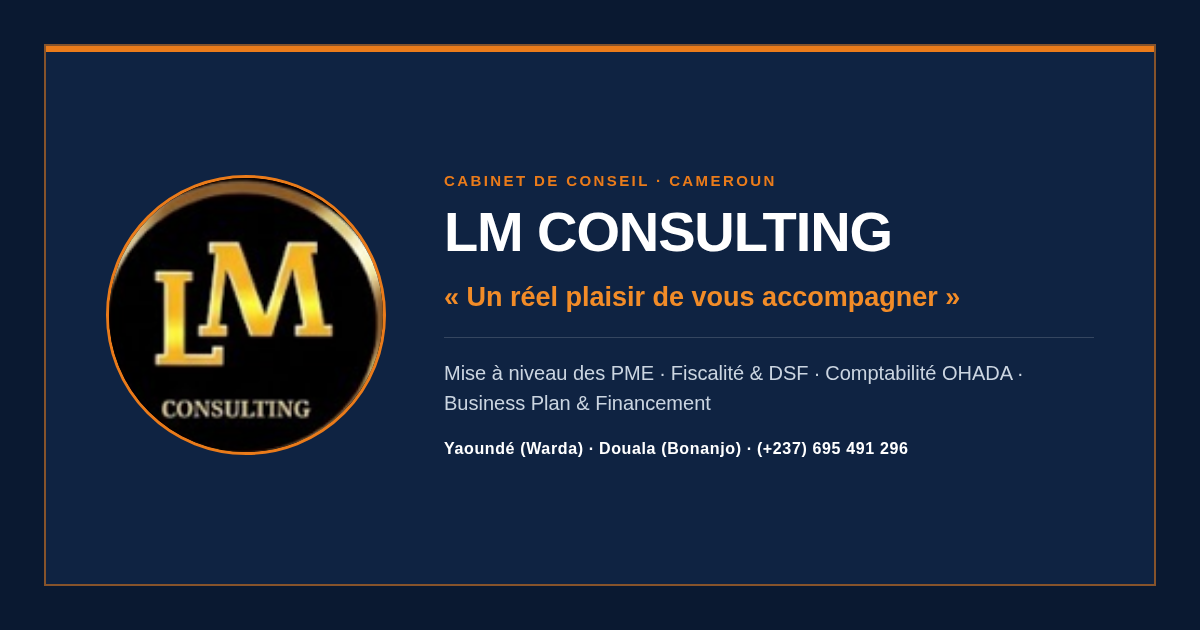 LM
CONSULTING
CABINET DE CONSEIL · CAMEROUN
LM CONSULTING
« Un réel plaisir de vous accompagner »
Mise à niveau des PME · Fiscalité & DSF · Comptabilité OHADA ·
Business Plan & Financement
Yaoundé (Warda) · Douala (Bonanjo) · (+237) 695 491 296